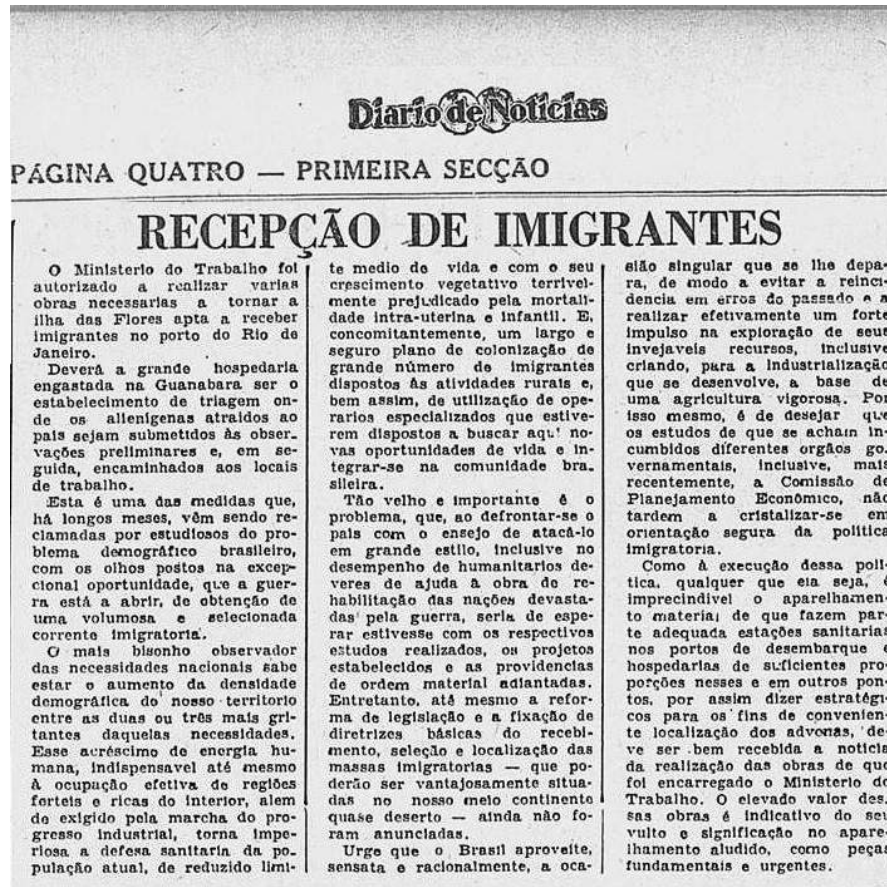 Diario de Noticias
PÁGINA QUATRO — PRIMEIRA SECÇÃO
RECEPÇÃO DE IMIGRANTES
O Ministerio do Trabalho foi
autorizado a realizar varias
obras necessarias a tornar a
ilha das Flores apta a receber
imigrantes no porto do Rio de
Janeiro.
Deverá a grande hospedaria
engastada na Guanabara ser o
estabelecimento de triagem on-
de os alienigenas atraidos ao
pais sejam submetidos às obser-
vações preliminares e, em se-
guida, encaminhados aos locais
de trabalho.
Esta é uma das medidas que,
há longos meses, vêm sendo re-
clamadas por estudiosos do pro-
blema demográfico brasileiro,
com os olhos postos na excep-
cional oportunidade, que a guer-
ra está a abrir, de obtenção de
uma volumosa e selecionada
corrente imigratoria.
O mais bisonho observador
das necessidades nacionais sabe
estar o aumento da densidade
demográfica do nosso territorio
entre as duas ou três mais gri-
tantes daquelas necessidades.
Esse acréscimo de energia hu-
mana, indispensavel até mesmo
à ocupação efetiva de regiões
forteis e ricas do interior, alem
de exigido pela marcha do pro-
gresso industrial, torna impe-
riosa a defesa sanitaria da po-
pulação atual, de reduzido limi-
te medio de vida e com o seu
crescimento vegetativo terrivel-
mente prejudicado pela mortali-
dade intra-uterina e infantil. E,
concomitantemente, um largo e
seguro plano de colonização de
grande número de imigrantes
dispostos às atividades rurais e,
bem assim, de utilização de ope-
rarios especializados que estive-
rem dispostos a buscar aqui no-
vas oportunidades de vida e in-
tegrar-se na comunidade bra-
sileira.
Tão velho e importante é o
problema, que, ao defrontar-se o
pais com o ensejo de atacá-lo
em grande estilo, inclusive no
desempenho de humanitarios de-
veres de ajuda à obra de re-
habilitação das nações devasta-
das pela guerra, seria de espe-
rar estivesse com os respectivos
estudos realizados, os projetos
estabelecidos e as providencias
de ordem material adiantadas.
Entretanto, até mesmo a refor-
ma de legislação e a fixação de
diretrizes básicas do recebi-
mento, seleção e localização das
massas imigratorias — que po-
derão ser vantajosamente situa-
das no nosso meio continente
quase deserto — ainda não fo-
ram anunciadas.
Urge que o Brasil aproveite,
sensata e racionalmente, a oca-
sião singular que se lhe depa-
ra, de modo a evitar a reinci-
dencia em erros do passado e a
realizar efetivamente um forte
impulso na exploração de seus
invejaveis recursos, inclusive
criando, para a industrialização
que se desenvolve, a base de
uma agricultura vigorosa. Por
isso mesmo, é de desejar que
os estudos de que se acham in-
cumbidos diferentes orgãos go-
vernamentais, inclusive, mais
recentemente, a Comissão de
Planejamento Econômico, não
tardem a cristalizar-se em
orientação segura da politica
imigratoria.
Como à execução dessa poli-
tica, qualquer que ela seja, é
imprecindivel o aparelhamen-
to material de que fazem par-
te adequada estações sanitarias
nos portos de desembarque e
hospedarias de suficientes pro-
porções nesses e em outros pon-
tos, por assim dizer estratégi-
cos para os fins de convenien-
te localização dos advenas, de-
ve ser bem recebida a noticia
da realização das obras de que
foi encarregado o Ministerio do
Trabalho. O elevado valor des-
sas obras é indicativo do seu
vulto e significação no apare-
lhamento aludido, como peças
fundamentais e urgentes.